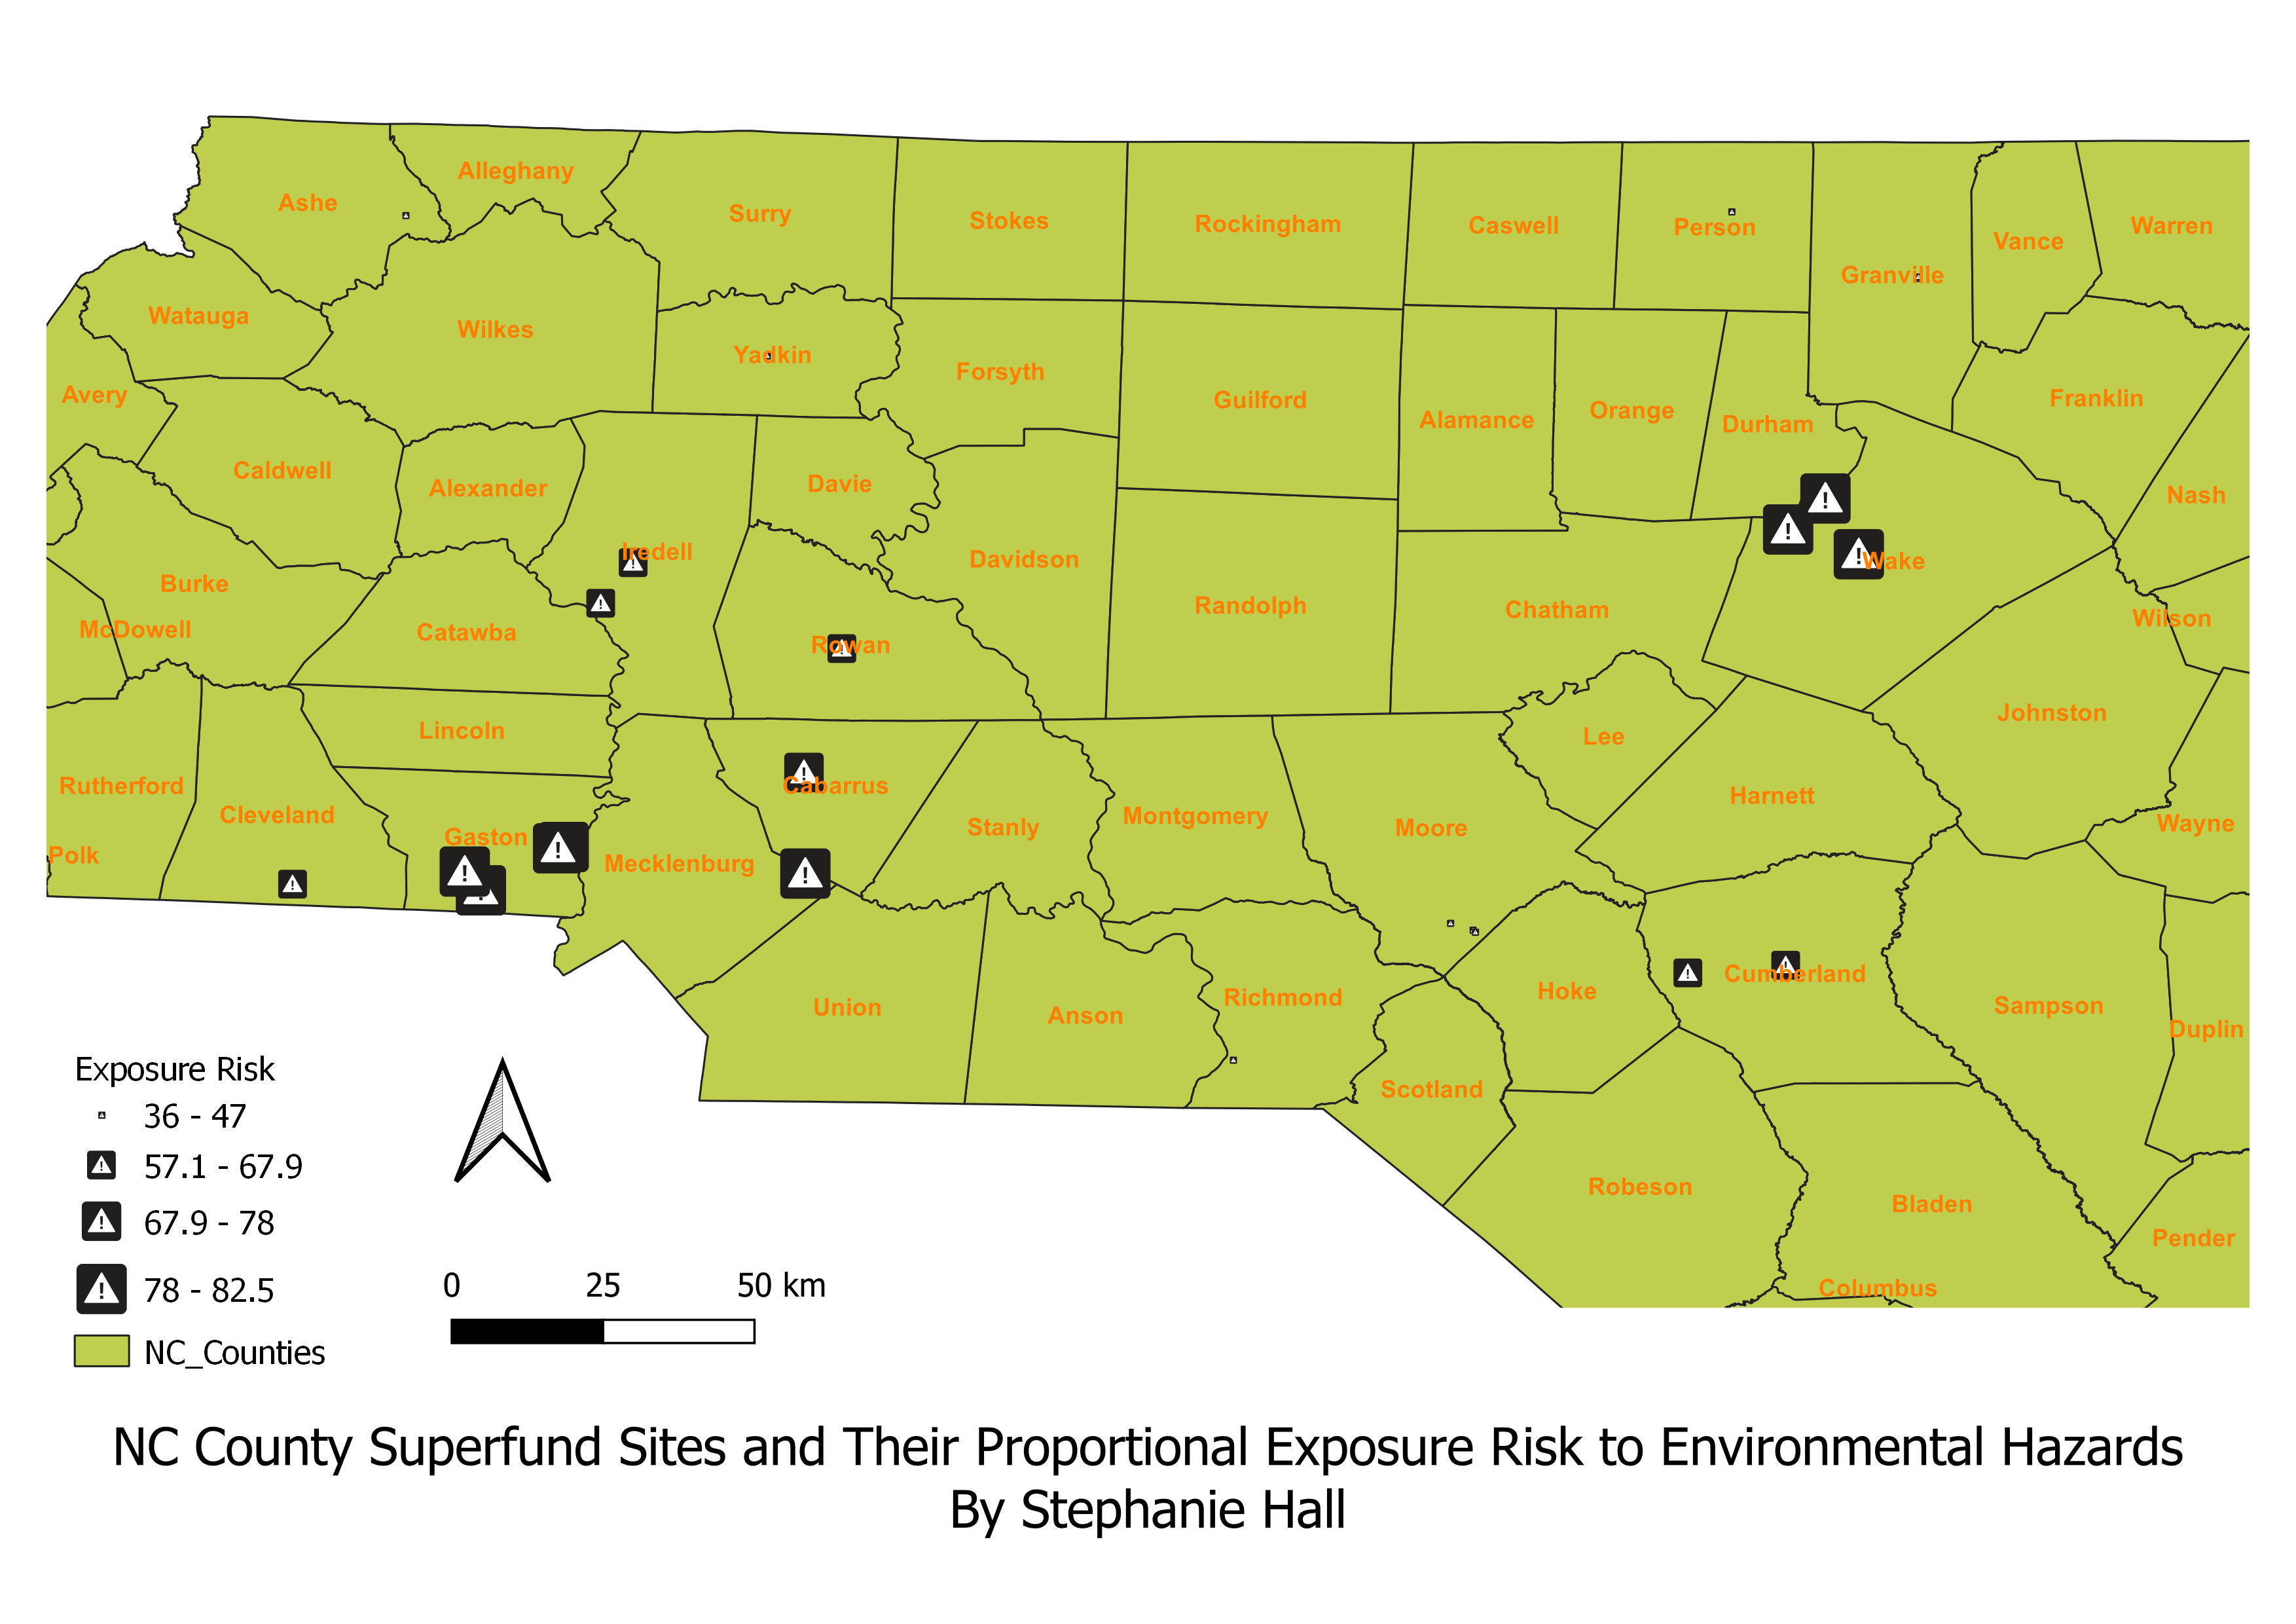 Alleghany
Ashe
Surry
Stokes
Rockingham
Caswell
Person
Warren
Vance
Granville
Watauga
Wilkes
Yadkin
Forsyth
Guilford
Avery
Franklin
Alamance
Orange
Durham
Caldwell
Alexander
Davie
Nash
Iredell
Davidson
Wake
Burke
Randolph
Chatham
Wilson
McDowell
Catawba
Rowan
Lincoln
Lee
Johnston
Rutherford
Cabarrus
Harnett
Cleveland
Gaston
Stanly
Montgomery
Moore
Wayne
Polk
Mecklenburg
Cumberland
Hoke
Richmond
Union
Anson
Sampson
Duplin
Scotland
Robeson
Bladen
Pender
Columbus
Exposure Risk
36 - 47
57.1 - 67.9
67.9 - 78
78 - 82.5
NC_Counties
0 25 50 km
NC County Superfund Sites and Their Proportional Exposure Risk to Environmental Hazards
By Stephanie Hall